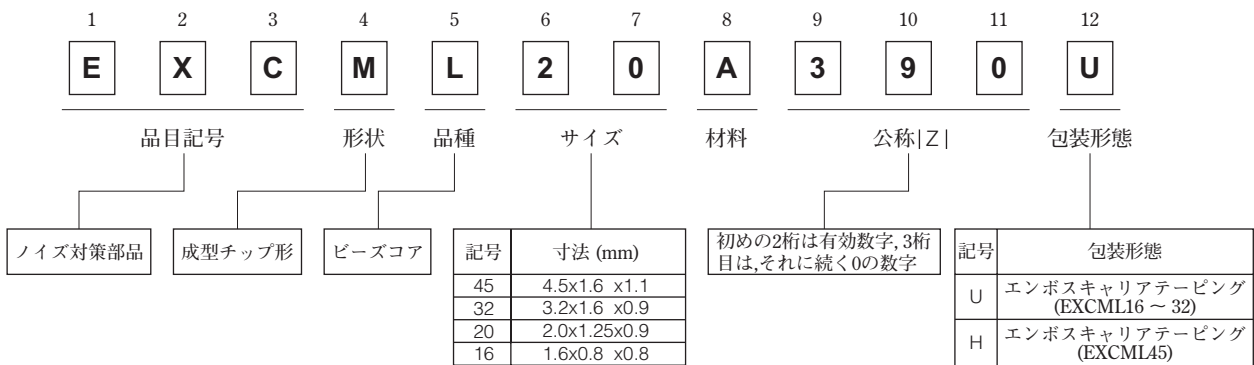 1 2 3 4 5 6 7 8 9 10 11 12
E X C M L 2 0 A 3 9 0 U
品目記号 形状 品種 サイズ 材料 公称|Z| 包装形態
ノイズ対策部品
成型チップ形
ビーズコア
記号 寸法 (mm)
45 4.5x1.6 x1.1
32 3.2x1.6 x0.9
20 2.0x1.25x0.9
16 1.6x0.8 x0.8
初めの2桁は有効数字, 3桁
目は,それに続く0の数字
記号 包装形態
U エンボスキャリアテーピング
(EXCML16 ~ 32)
H エンボスキャリアテーピング
(EXCML45)